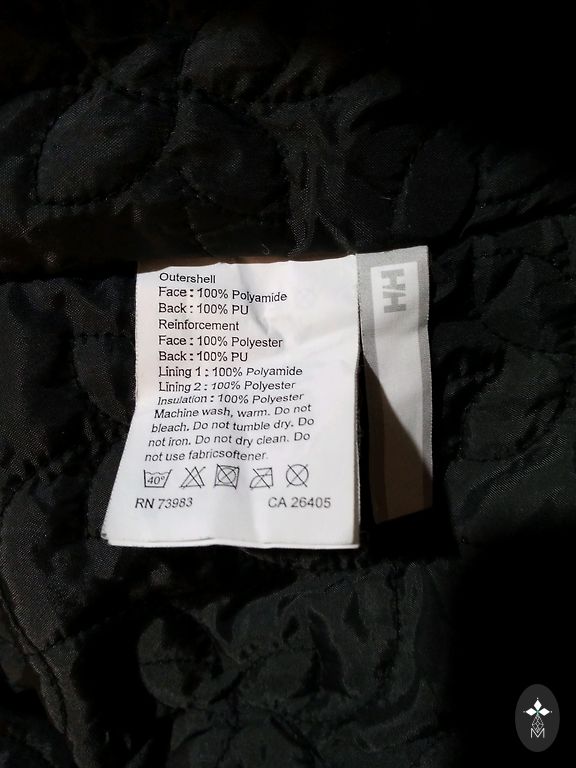 Outershell
Face : 100% Polyamide
Back : 100% PU
Reinforcement
Face : 100% Polyester
Back : 100% PU
Lining 1 : 100% Polyamide
Lining 2 : 100% Polyester
Insulation : 100% Polyester
Machine wash, warm. Do not
bleach. Do not tumble dry. Do
not iron. Do not dry clean. Do
not use fabricsoftener.
40°
RN 73983 CA 26405
HH
M